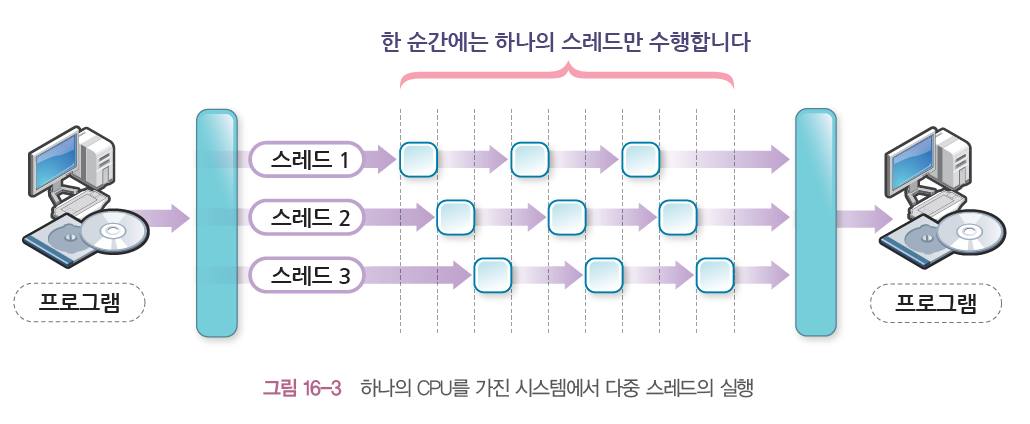 한 순간에는 하나의 스레드만 수행합니다
스레드 1
스레드 2
스레드 3
프로그램
프로그램
그림 16-3 하나의 CPU를 가진 시스템에서 다중 스레드의 실행